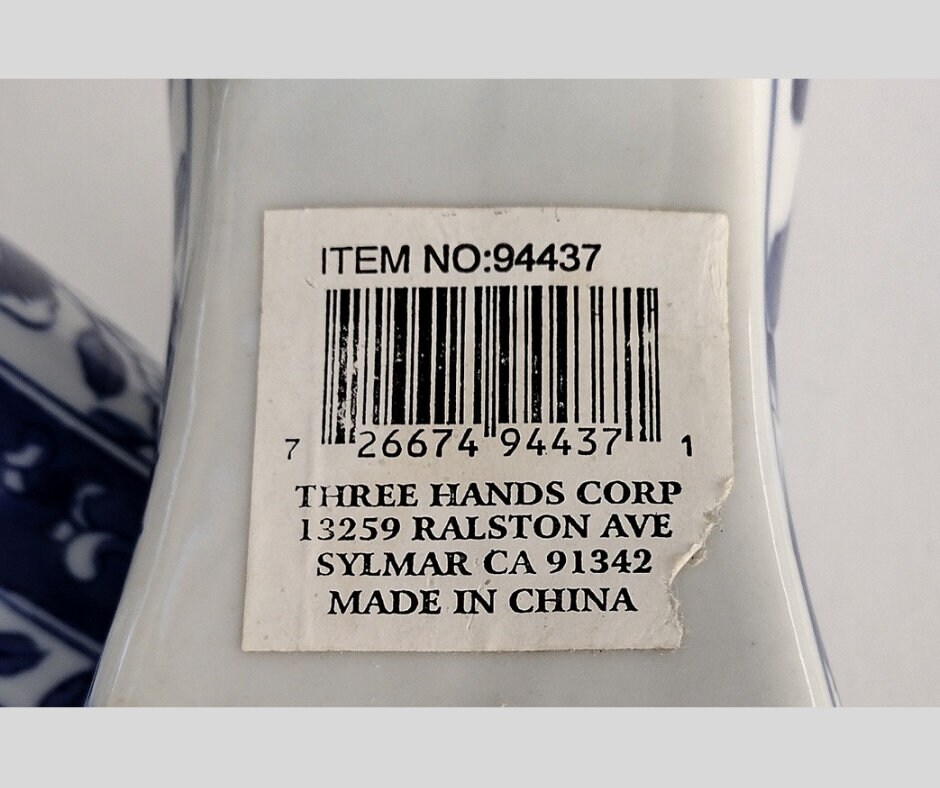 ITEM NO:94437
7 26674 94437 1
THREE HANDS CORP
13259 RALSTON AVE
SYLMAR CA 91342
MADE IN CHINA